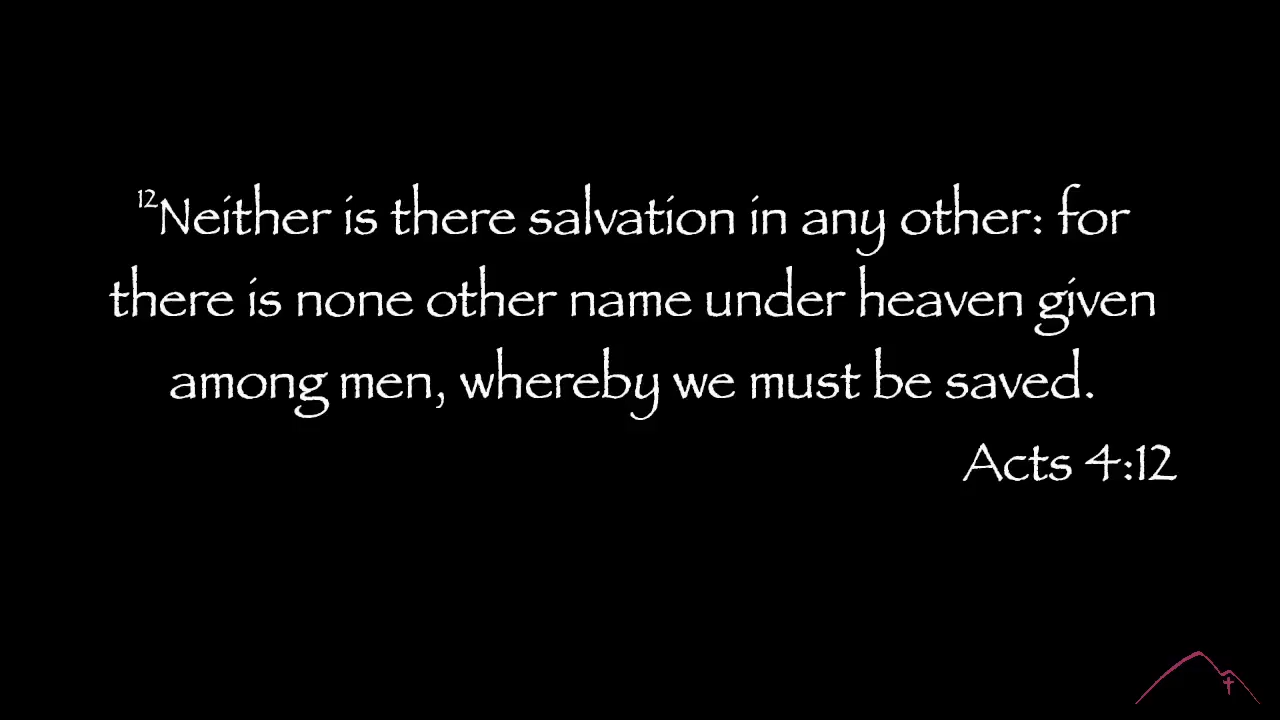 12Neither is there salvation in any other: for
there is none other name under heaven given
among men, whereby we must be saved.
Acts 4:12